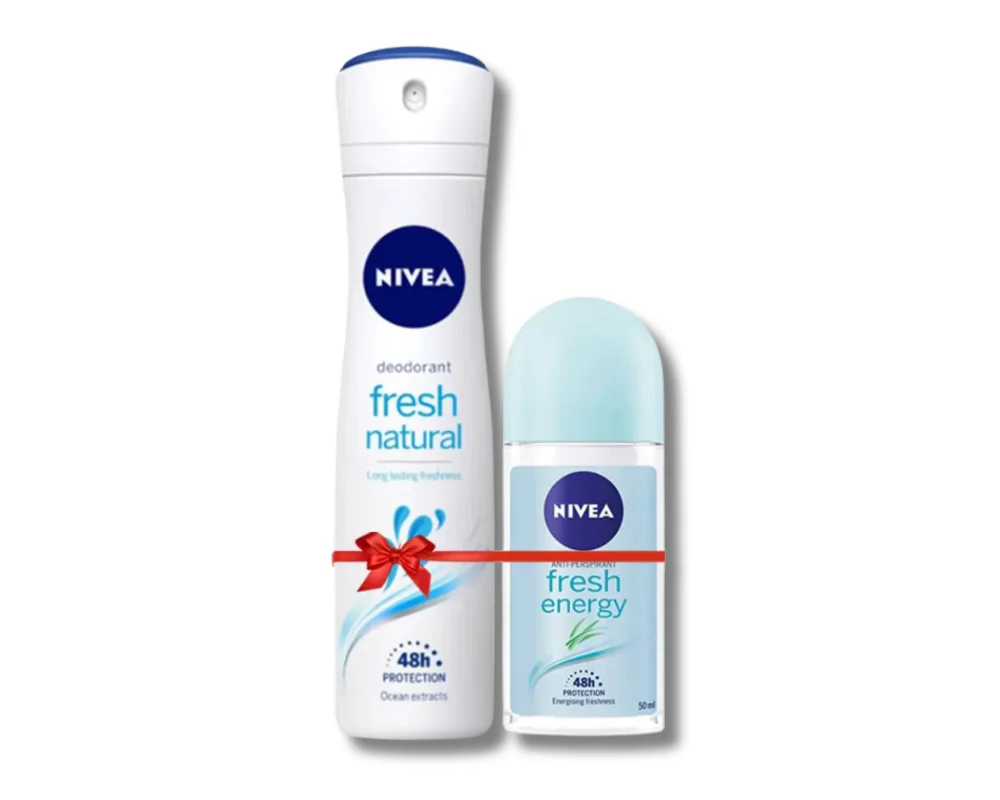 NIVEA
deodorant
fresh
natural
Long-lasting freshness
48h
PROTECTION
Ocean extracts
NIVEA
ANTI-PERSPIRANT
fresh
energy
48h
PROTECTION
Energising freshness
50 ml